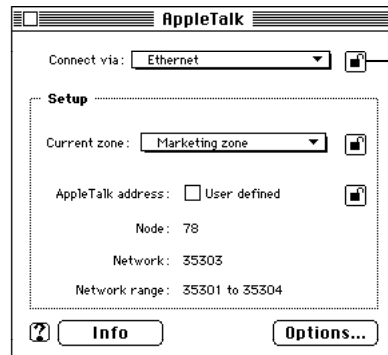 AppleTalk
Connect via: Ethernet
Setup
Current zone: Marketing zone
AppleTalk address: User defined
Node: 78
Network: 35303
Network range: 35301 to 35304
? Info Options...